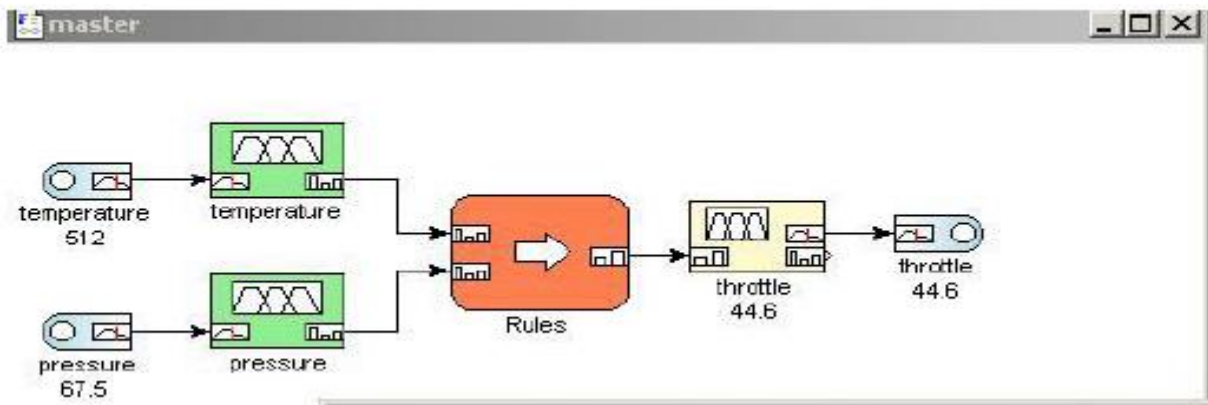 master
temperature
512
temperature
pressure
67.5
pressure
Rules
throttle
44.6
throttle
44.6